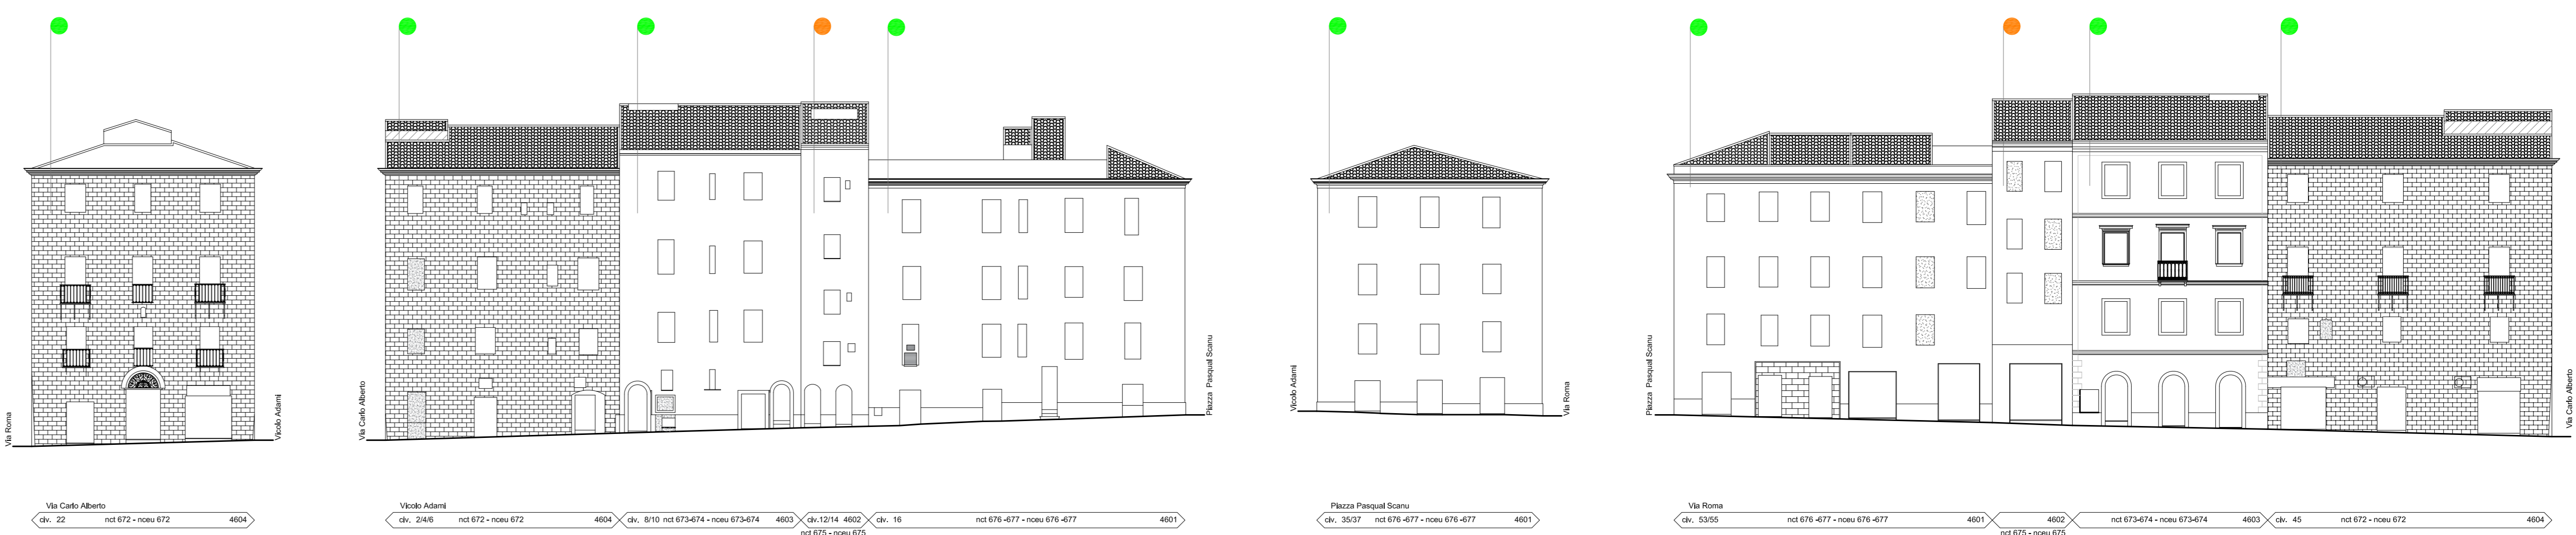 Via Roma
Vicolo Adami
Via Carlo Alberto
civ. 22 nct 672 - nceu 672 4604
Via Carlo Alberto
Piazza Pasqual Scanu
Vicolo Adami
civ. 2/4/6 nct 672 - nceu 672 4604
civ. 8/10 nct 673-674 - nceu 673-674 4603
civ.12/14 4602
nct 675 - nceu 675
civ. 16 nct 676 -677 - nceu 676 -677 4601
Vicolo Adami
Via Roma
Piazza Pasqual Scanu
civ. 35/37 nct 676 -677 - nceu 676 -677 4601
Piazza Pasqual Scanu
Via Carlo Alberto
Via Roma
civ. 53/55 nct 676 -677 - nceu 676 -677 4601
4602
nct 675 - nceu 675
nct 673-674 - nceu 673-674 4603
civ. 45 nct 672 - nceu 672 4604